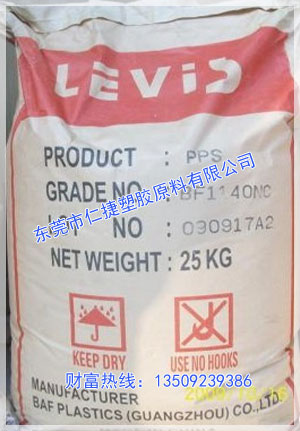 LEVIS
PRODUCT : PPS
GRADE NO : BF1140NC
LOT NO : 030917A2
东莞市仁捷塑胶原料有限公司
NET WEIGHT : 25 KG
KEEP DRY
USE NO HOOKS
财富热线：13509239386
MANUFACTURER
BAF PLASTICS (GUANGZHOU) CO.,LTD.